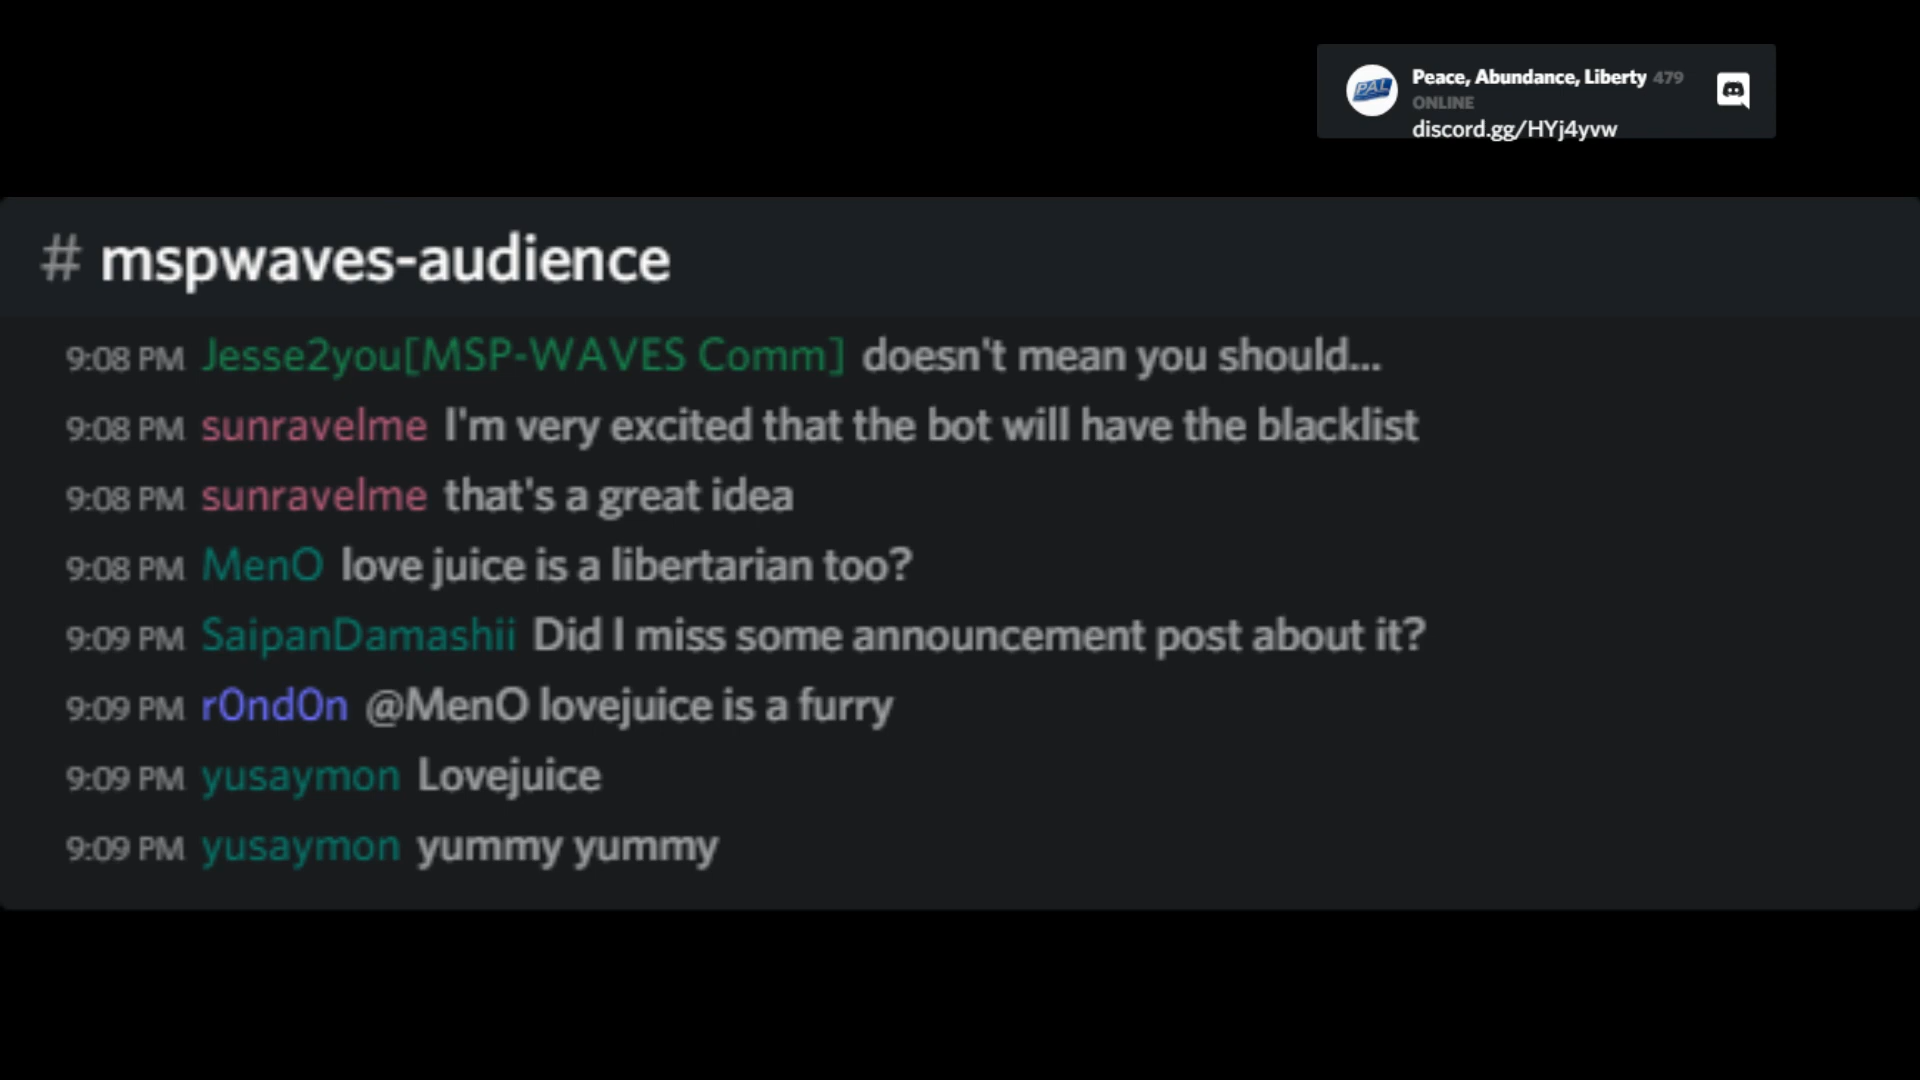 Peace, Abundance, Liberty 479
PAL
ONLINE
discord.gg/HYj4yvw
# mspwaves-audience
9:08 PM Jesse2you[MSP-WAVES Comm] doesn't mean you should...
9:08 PM sunravelme I'm very excited that the bot will have the blacklist
9:08 PM sunravelme that's a great idea
9:08 PM MenO love juice is a libertarian too?
9:09 PM SaipanDamashii Did I miss some announcement post about it?
9:09 PM r0nd0n @MenO lovejuice is a furry
9:09 PM yusaymon Lovejuice
9:09 PM yusaymon yummy yummy